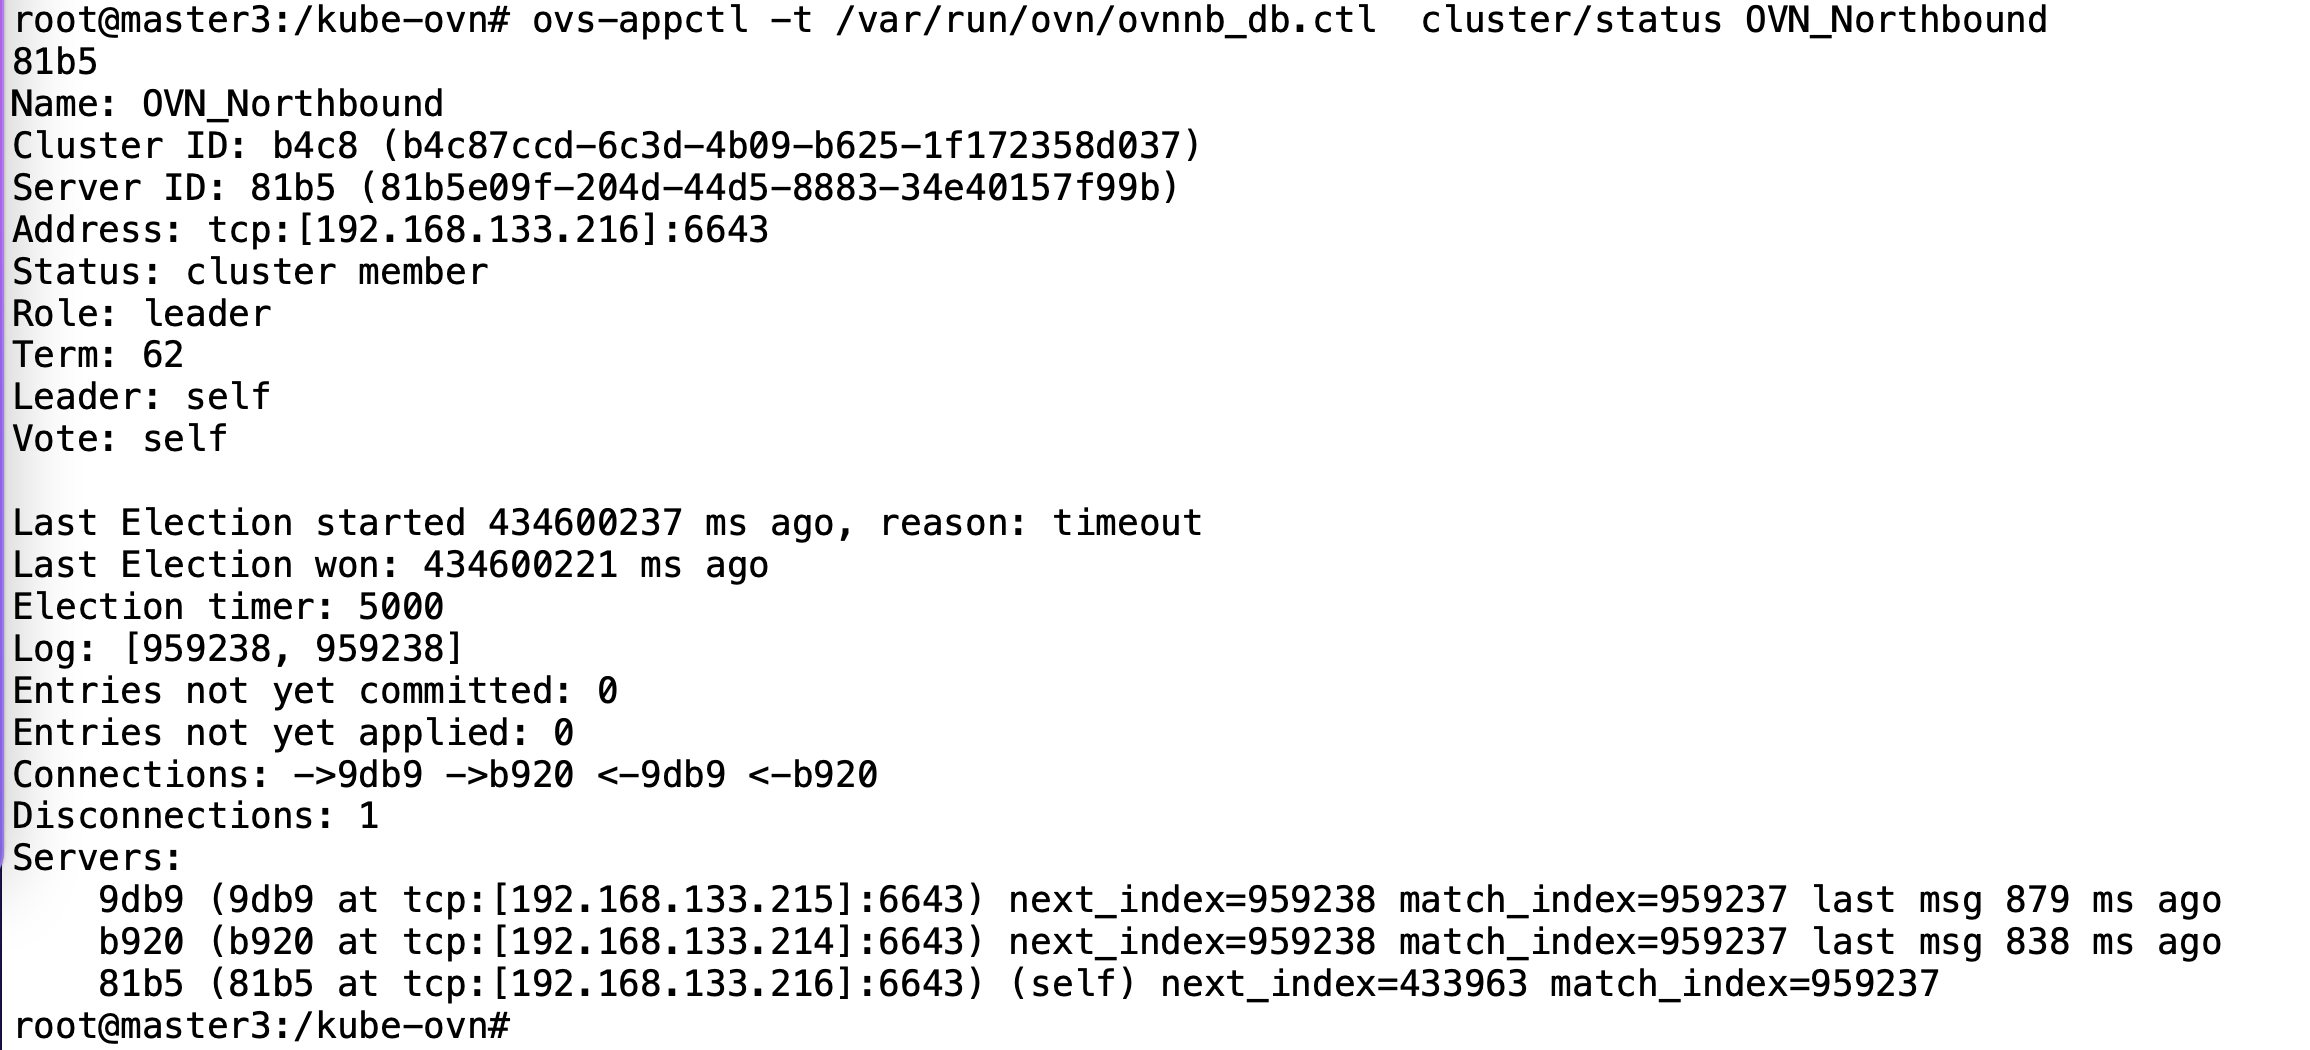 root@master3:/kube-ovn# ovs-appctl -t /var/run/ovn/ovnnb_db.ctl  cluster/status OVN_Northbound
81b5
Name: OVN_Northbound
Cluster ID: b4c8 (b4c87ccd-6c3d-4b09-b625-1f172358d037)
Server ID: 81b5 (81b5e09f-204d-44d5-8883-34e40157f99b)
Address: tcp:[192.168.133.216]:6643
Status: cluster member
Role: leader
Term: 62
Leader: self
Vote: self

Last Election started 434600237 ms ago, reason: timeout
Last Election won: 434600221 ms ago
Election timer: 5000
Log: [959238, 959238]
Entries not yet committed: 0
Entries not yet applied: 0
Connections: ->9db9 ->b920 <-9db9 <-b920
Disconnections: 1
Servers:
    9db9 (9db9 at tcp:[192.168.133.215]:6643) next_index=959238 match_index=959237 last msg 879 ms ago
    b920 (b920 at tcp:[192.168.133.214]:6643) next_index=959238 match_index=959237 last msg 838 ms ago
    81b5 (81b5 at tcp:[192.168.133.216]:6643) (self) next_index=433963 match_index=959237
root@master3:/kube-ovn#